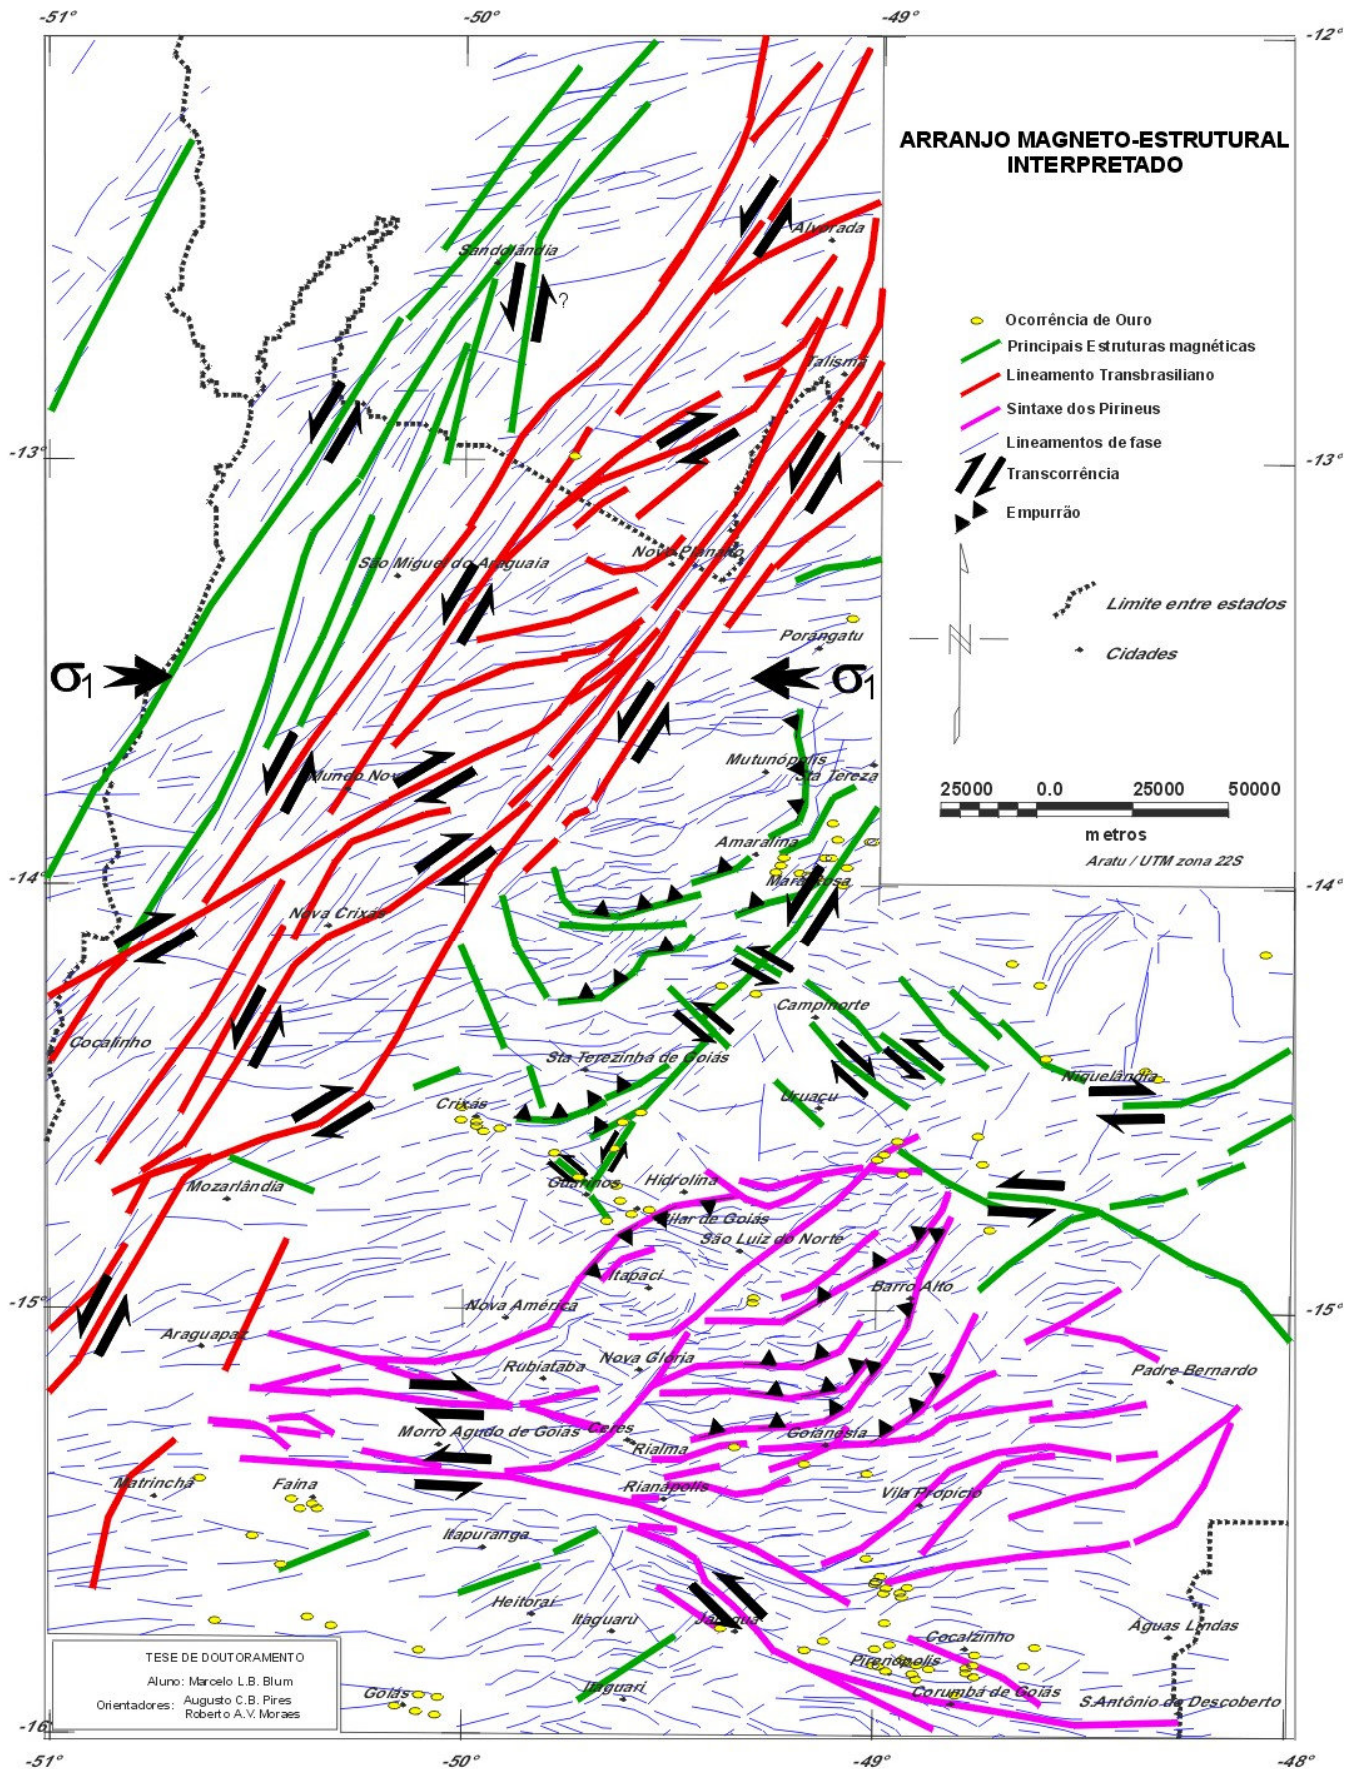 -51°
-50°
-49°
-12°
ARRANJO MAGNETO-ESTRUTURAL
INTERPRETADO
Alvorada
Sandolândia
?
Ocorrência de Ouro
Principais Estruturas magnéticas
Lineamento Transbrasiliano
Sintaxe dos Pirineus
Lineamentos de fase
Transcorrência
Empurrão
Talismã
-13°
-13°
Novo Planalto
São Miguel do Araguaia
N
Limite entre estados
Cidades
Porangatu
σ1
σ1
Mutunópolis
Sta Tereza
Mundo Novo
25000 0.0 25000 50000
metros
Aratu / UTM zona 22S
Amaralina
Mara Rosa
-14°
-14°
Nova Crixás
Campinorte
Cocalinho
Sta Terezinha de Goiás
Niquelândia
Crixás
Uruaçu
Guarinos
Hidrolina
Mozarlândia
Pilar de Goiás
São Luiz do Norte
Itapaci
Barro Alto
-15°
-15°
Nova América
Araguapaz
Rubiataba
Nova Glória
Padre Bernardo
Morro Agudo de Goiás
Ceres
Goianésia
Rialma
Matrinchã
Faina
Rianápolis
Vila Propício
Itapuranga
Heitoraí
Itaguaru
Jaraguá
Águas Lindas
Cocalzinho
Pirenópolis
TESE DE DOUTORAMENTO
Aluno: Marcelo L.B. Blum
Orientadores: Augusto C.B. Pires
Roberto A.V. Moraes
Goiás
Itaguari
Corumbá de Goiás
S.Antônio do Descoberto
-16°
-51°
-50°
-49°
-48°